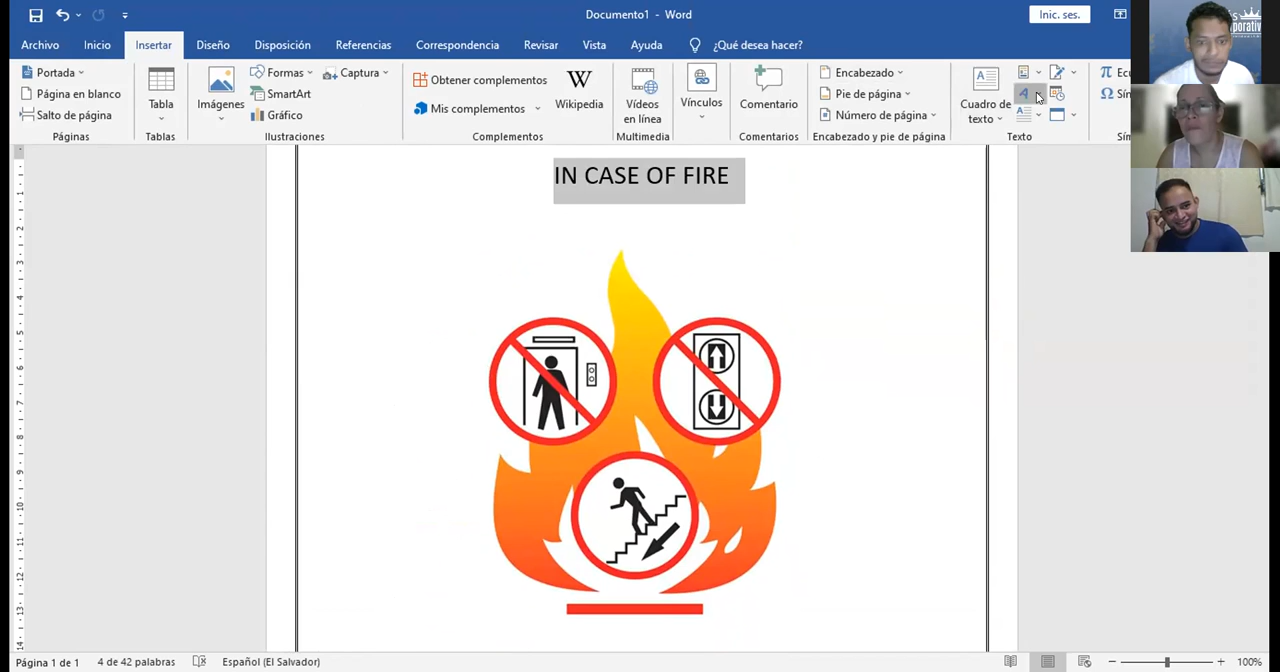 Documento1 - Word
Inic. ses.
Archivo Inicio Insertar Diseño Disposición Referencias Correspondencia Revisar Vista Ayuda ¿Qué desea hacer?
Portada
Página en blanco
Salto de página
Páginas
Tabla
Tablas
Imágenes
Formas
SmartArt
Gráfico
Captura
Ilustraciones
Obtener complementos
Mis complementos
Complementos
W
Wikipedia
Vídeos
en línea
Multimedia
Vínculos
Comentario
Comentarios
Encabezado
Pie de página
Número de página
Encabezado y pie de página
Cuadro de
texto
Texto
IN CASE OF FIRE
Página 1 de 1 4 de 42 palabras Español (El Salvador) 100%